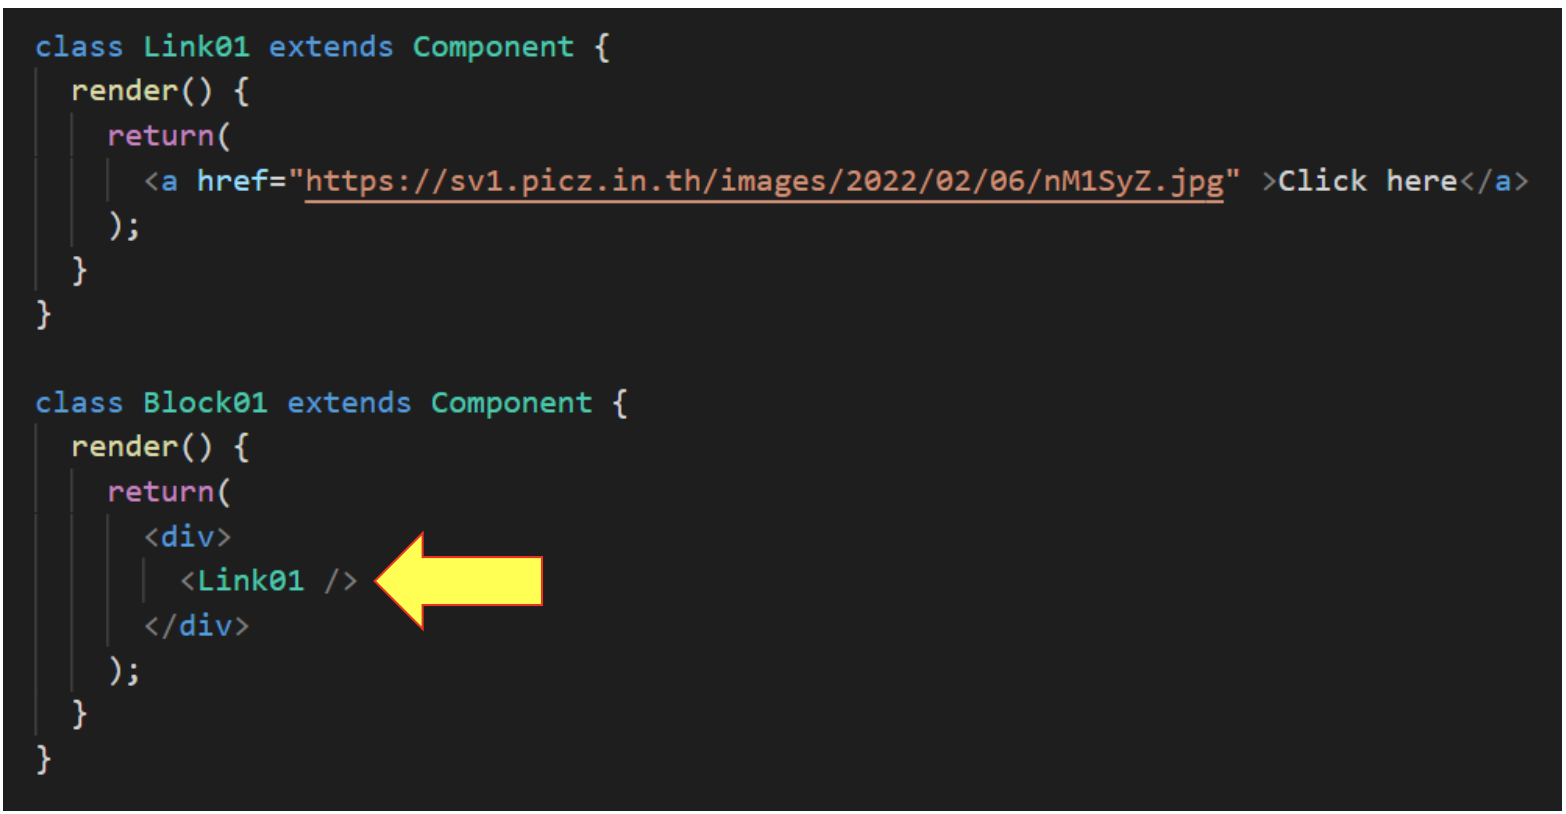 class Link01 extends Component {
render() {
return(
<a href="https://sv1.picz.in.th/images/2022/02/06/nM1SyZ.jpg" >Click here</a>
);
}
}
class Block01 extends Component {
render() {
return(
<div>
<Link01 />
</div>
);
}
}